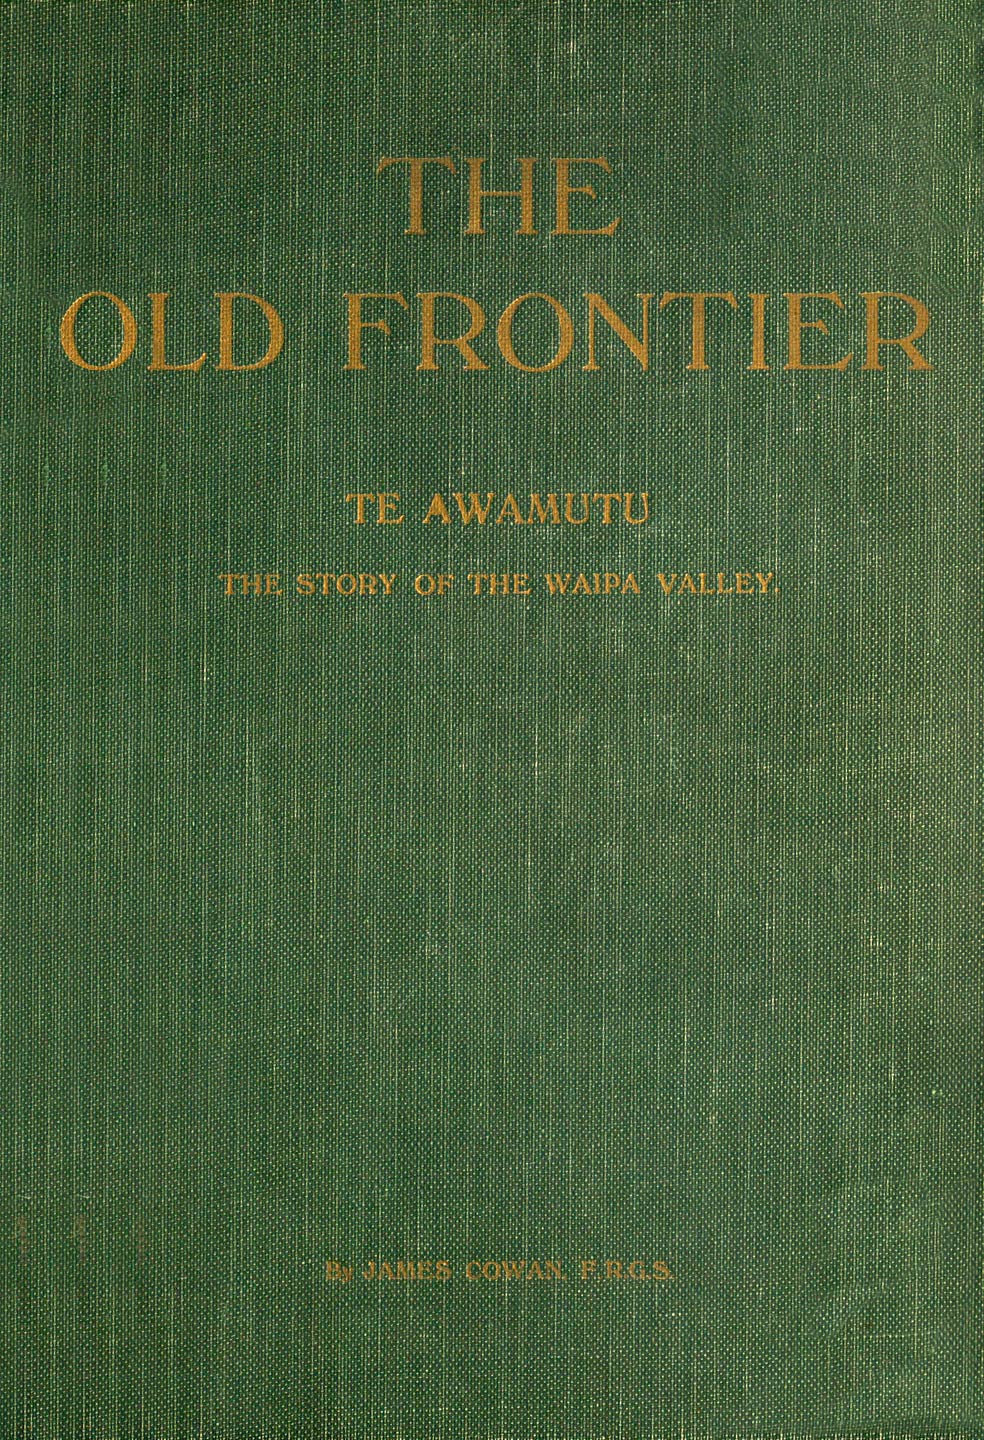 THE
OLD FRONTIER
TE AWAMUTU
THE STORY OF THE WAIPA VALLEY.
By JAMES COWAN, F.R.G.S.